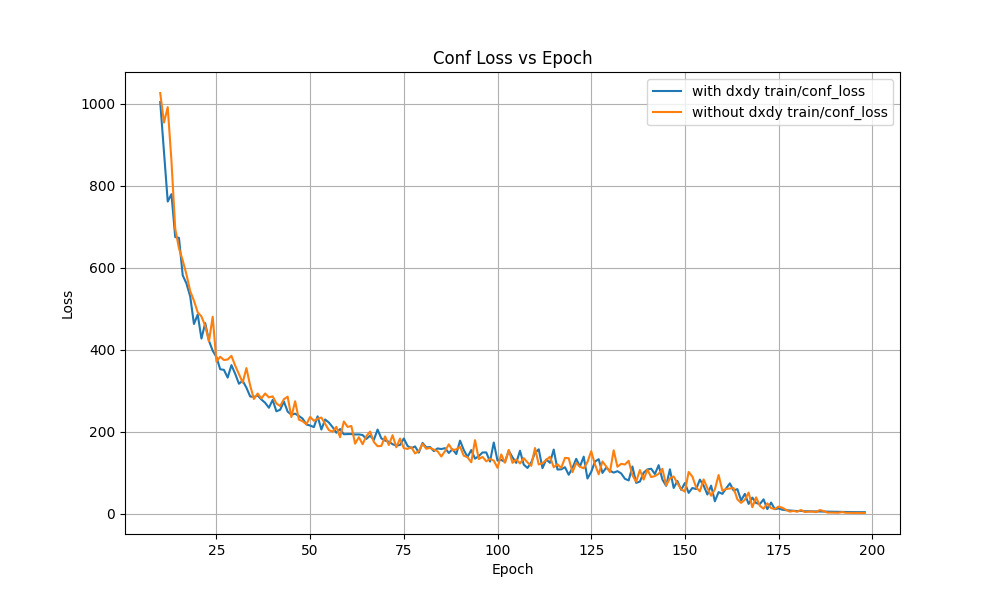 Conf Loss vs Epoch
with dxdy train/conf_loss
without dxdy train/conf_loss
1000
800
600
400
200
0
Loss
25 50 75 100 125 150 175 200
Epoch